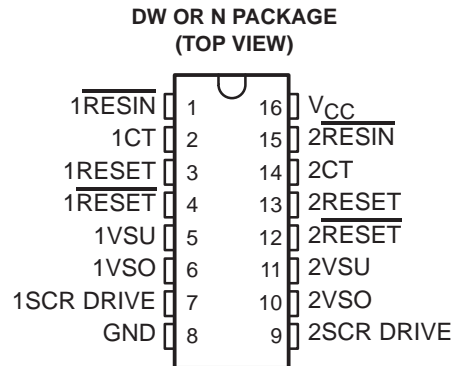 DW OR N PACKAGE
(TOP VIEW)
1RESIN 1 16 VCC
1CT 2 15 2RESIN
1RESET 3 14 2CT
1RESET 4 13 2RESET
1VSU 5 12 2RESET
1VSO 6 11 2VSU
1SCR DRIVE 7 10 2VSO
GND 8 9 2SCR DRIVE